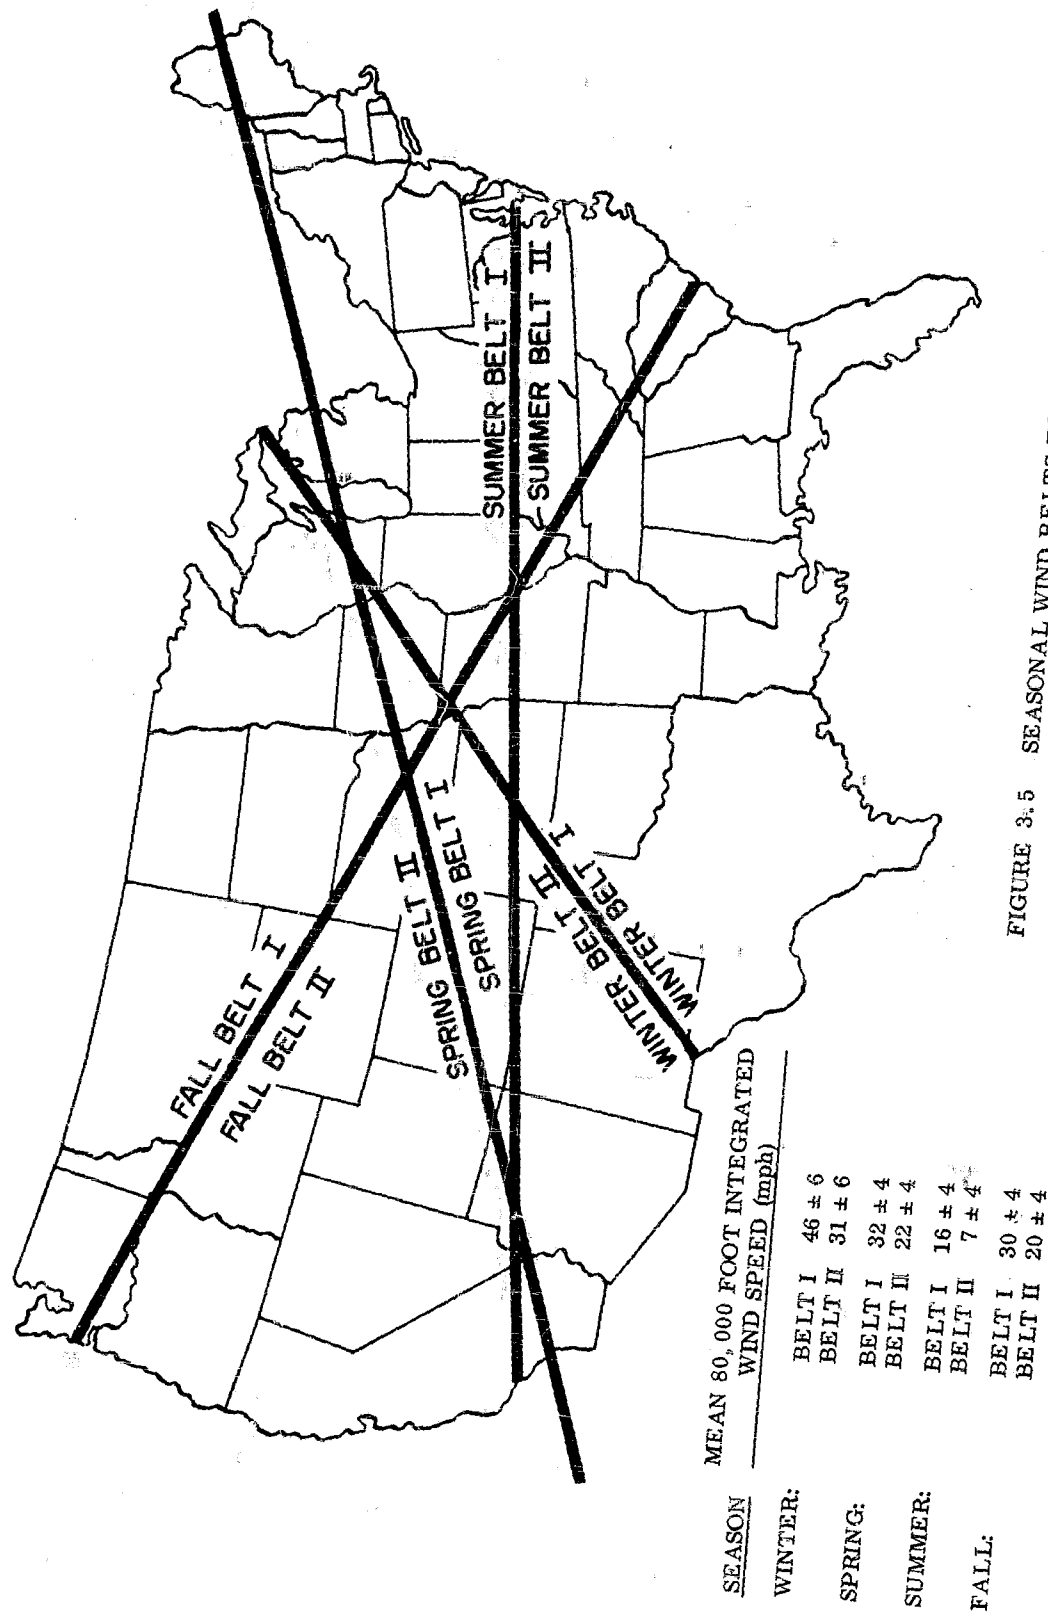 FALL BELT I
FALL BELT II
SPRING BELT II
SPRING BELT I
SUMMER BELT I
SUMMER BELT II
WINTER BELT II
WINTER BELT I
SEASON MEAN 80,000 FOOT INTEGRATED
WIND SPEED (mph)
WINTER: BELT I 46 ± 6
BELT II 31 ± 6
SPRING: BELT I 32 ± 4
BELT II 22 ± 4
SUMMER: BELT I 16 ± 4
BELT II 7 ± 4
FALL: BELT I 30 ± 4
BELT II 20 ± 4
FIGURE 3.5 SEASONAL WIND BELTS